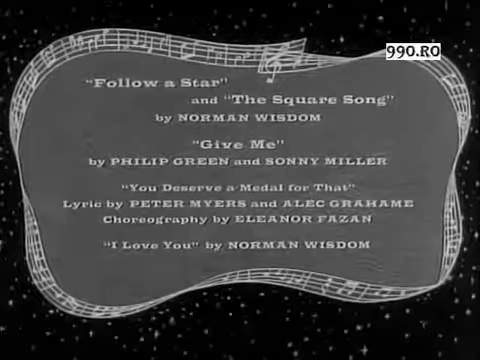 990.RO
"Follow a Star"
and "The Square Song"
by NORMAN WISDOM
"Give Me"
by PHILIP GREEN and SONNY MILLER
"You Deserve a Medal for That"
Lyric by PETER MYERS and ALEC GRAHAME
Choreography by ELEANOR FAZAN
"I Love You" by NORMAN WISDOM